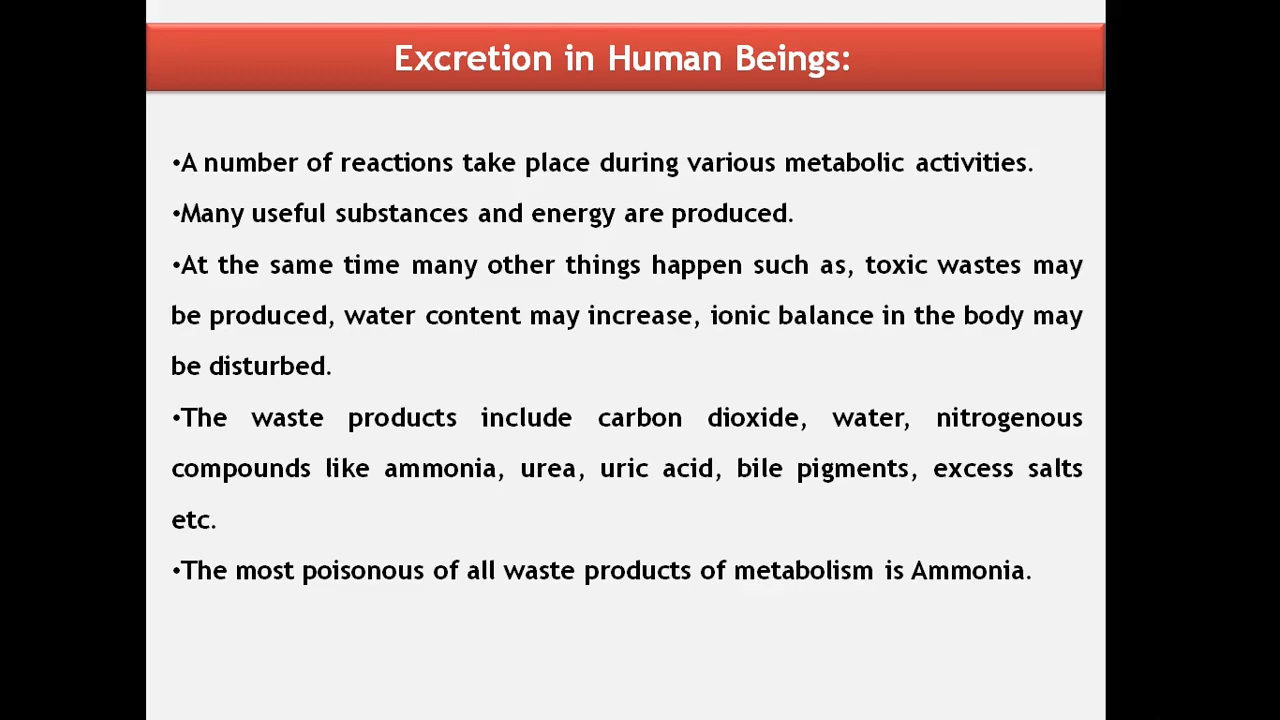 Excretion in Human Beings:
•A number of reactions take place during various metabolic activities.
•Many useful substances and energy are produced.
•At the same time many other things happen such as, toxic wastes may
be produced, water content may increase, ionic balance in the body may
be disturbed.
•The waste products include carbon dioxide, water, nitrogenous
compounds like ammonia, urea, uric acid, bile pigments, excess salts
etc.
•The most poisonous of all waste products of metabolism is Ammonia.